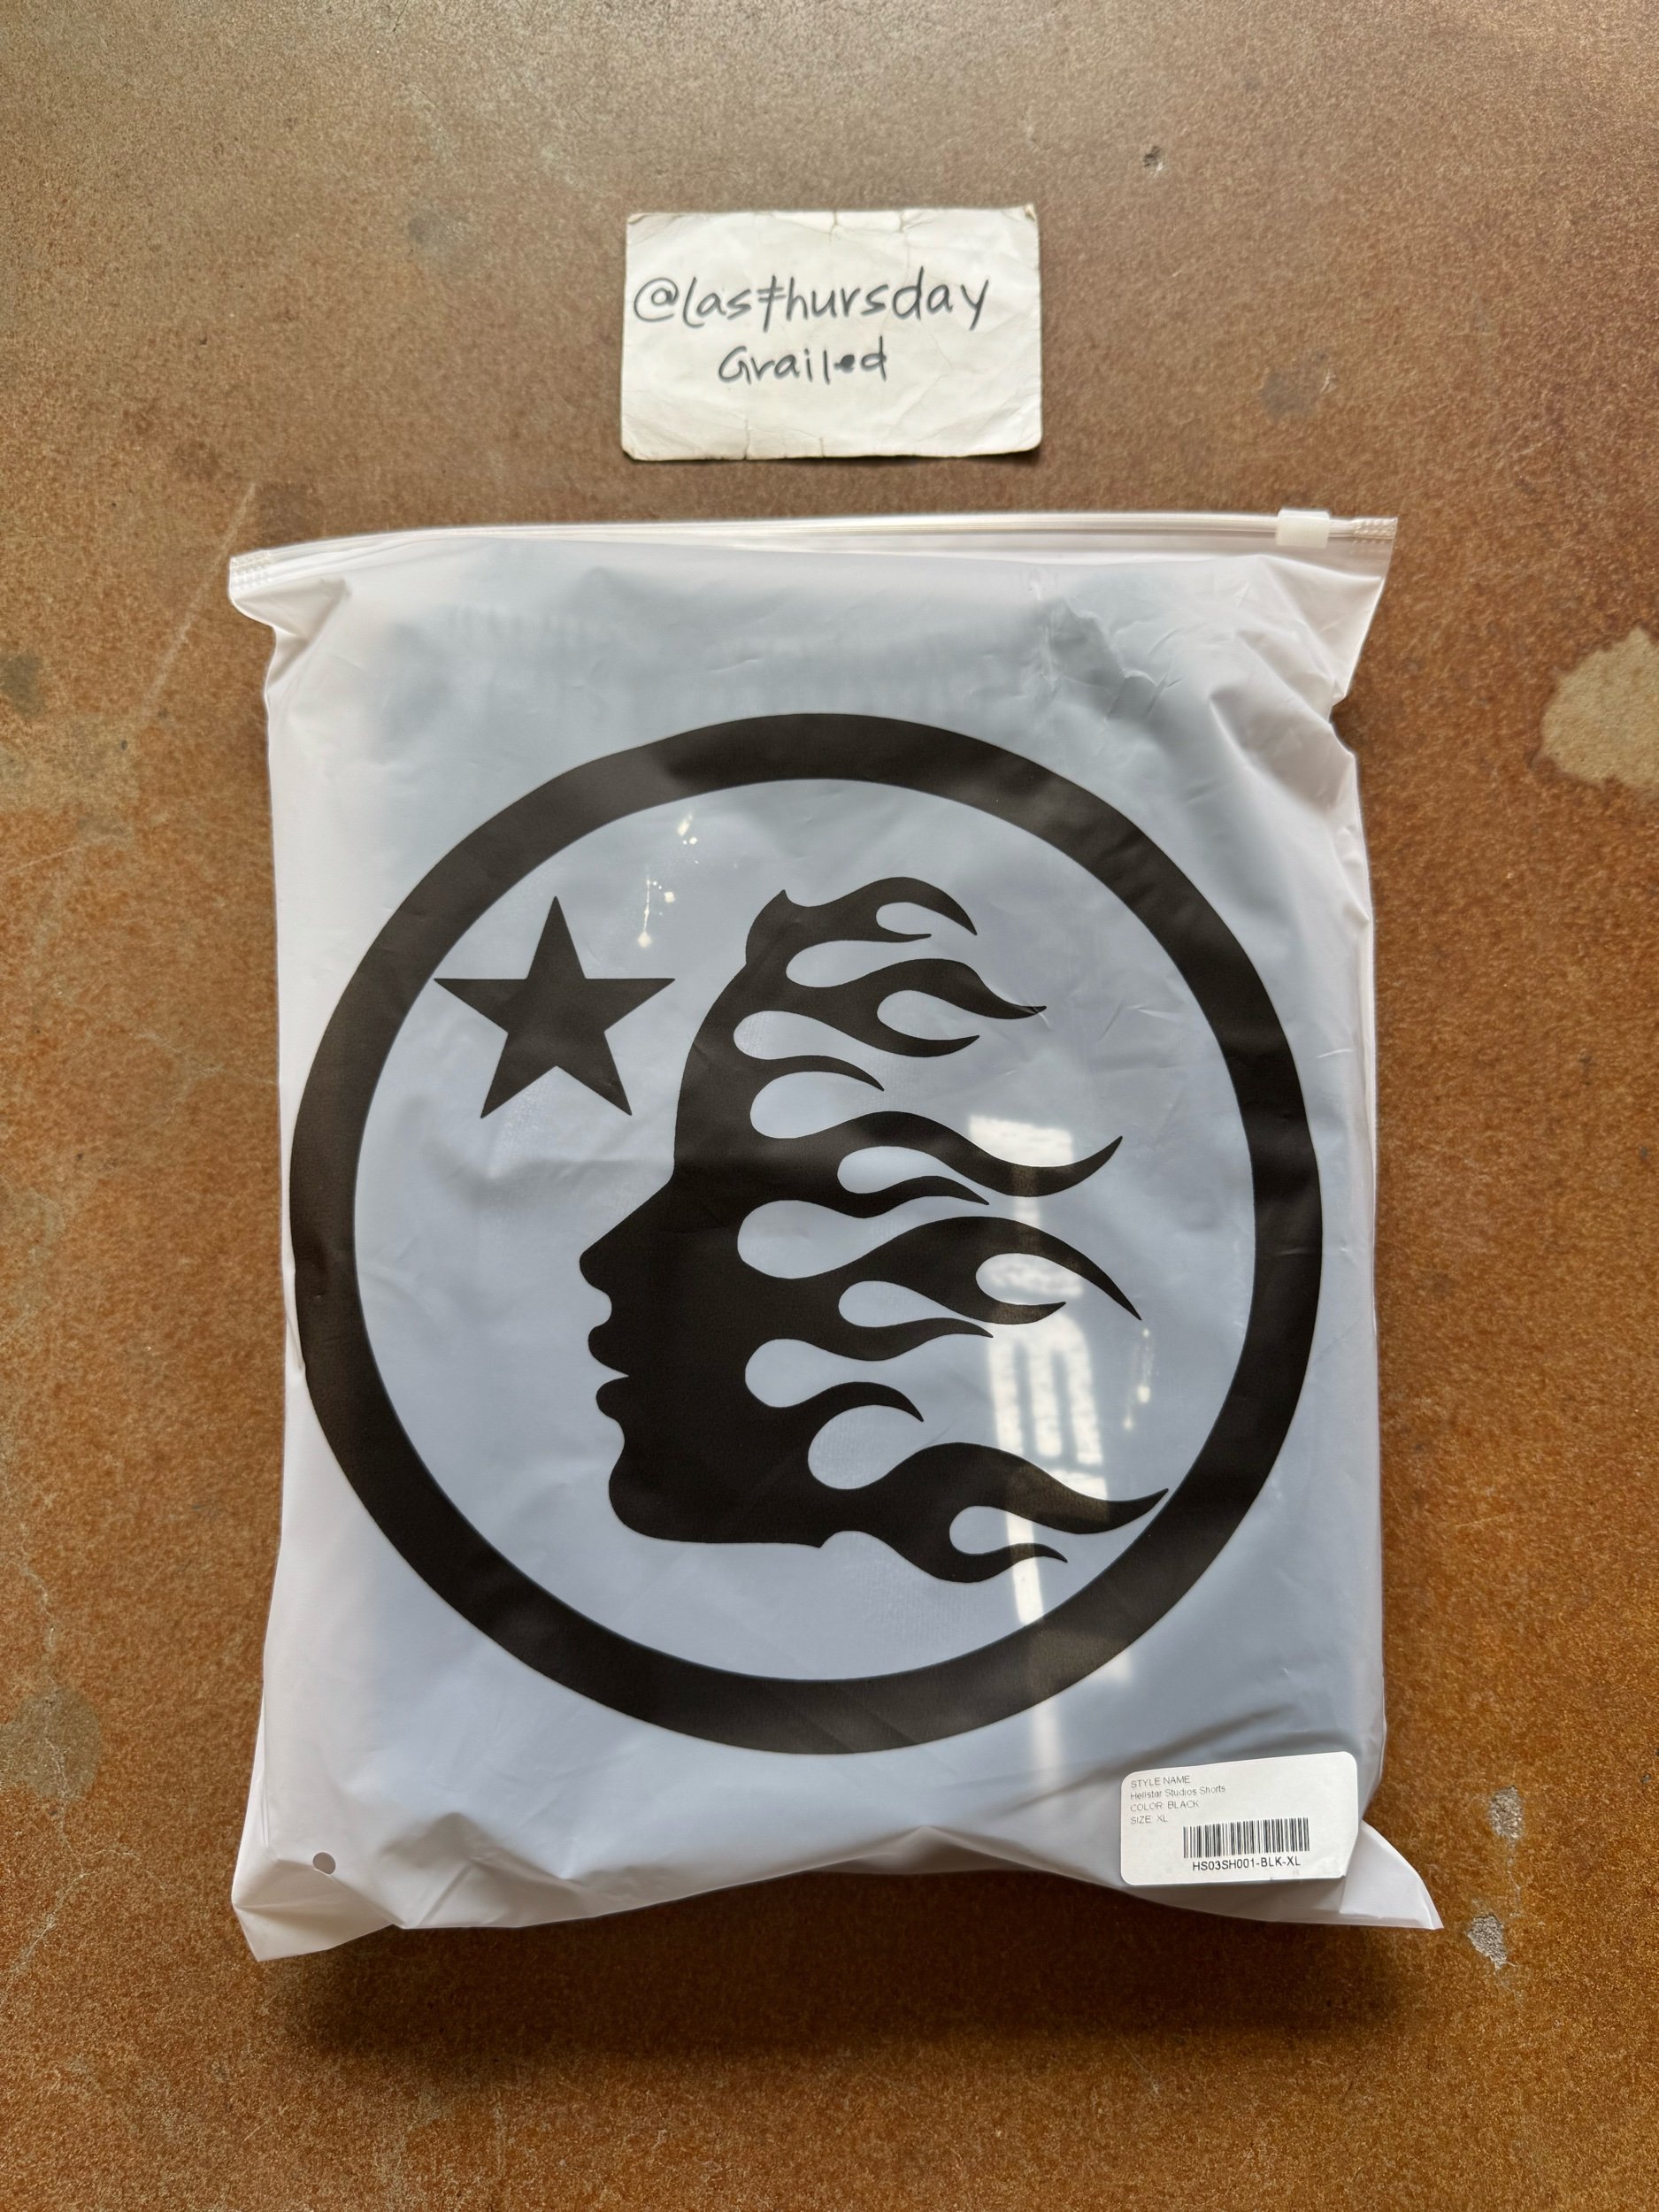 @lasthursday
Grailed
STYLE NAME
Hellstar Studios Shorts
COLOR: BLACK
SIZE: XL
HS03SH001-BLK-XL